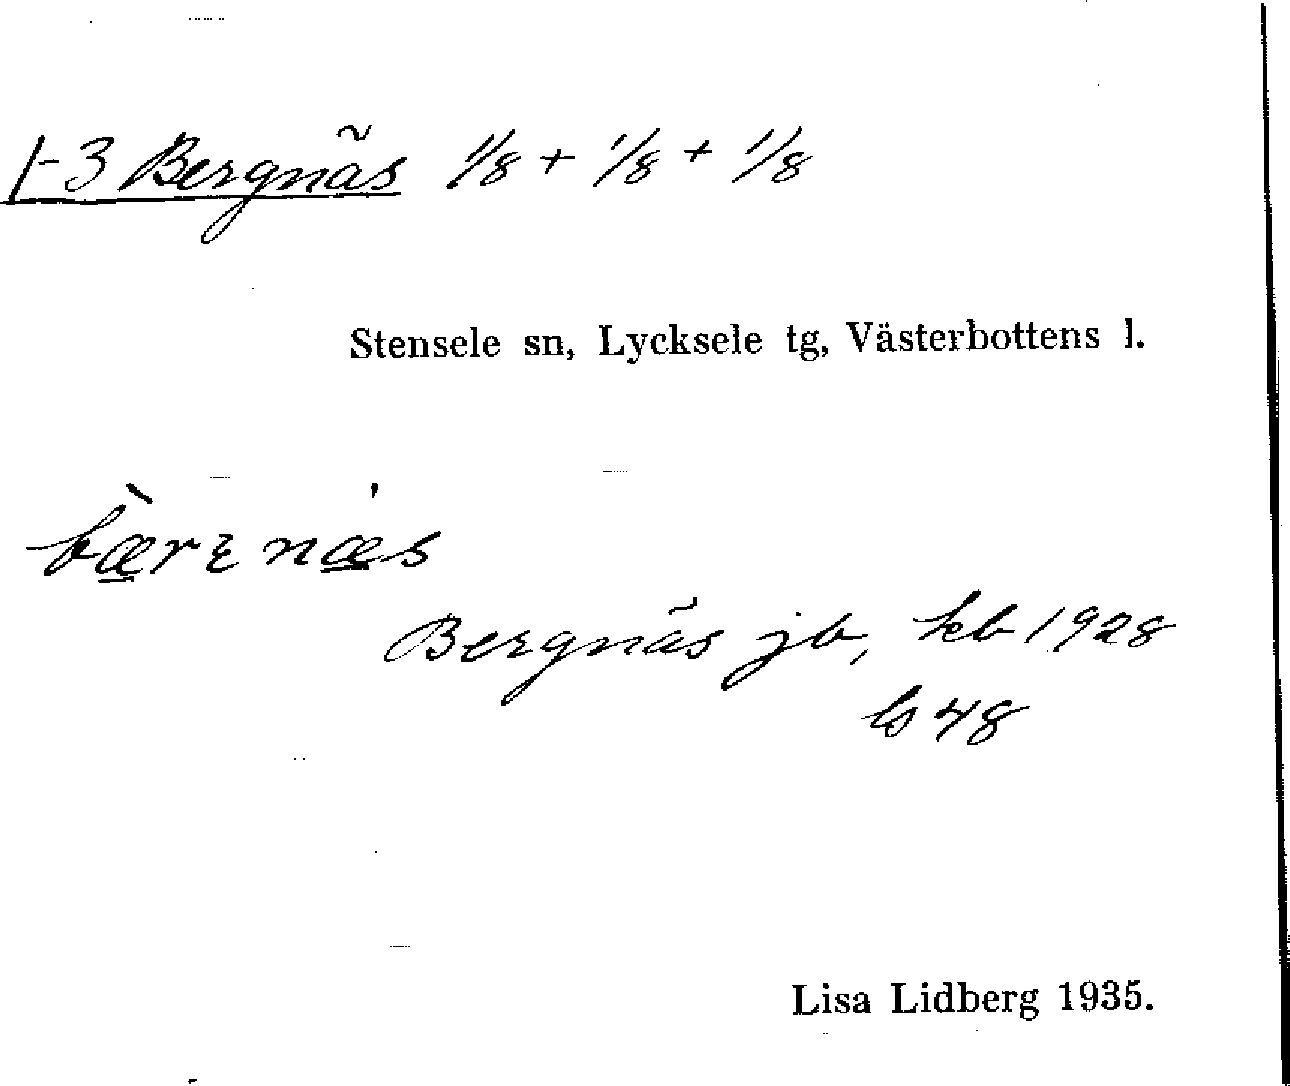 1-3 Bergnäs 1/8 + 1/8 + 1/8
Stensele sn, Lycksele tg, Västerbottens l.
bæ̀rɛnæ̀s
Bergnäs jb, kb 1928
b 48
Lisa Lidberg 1935.